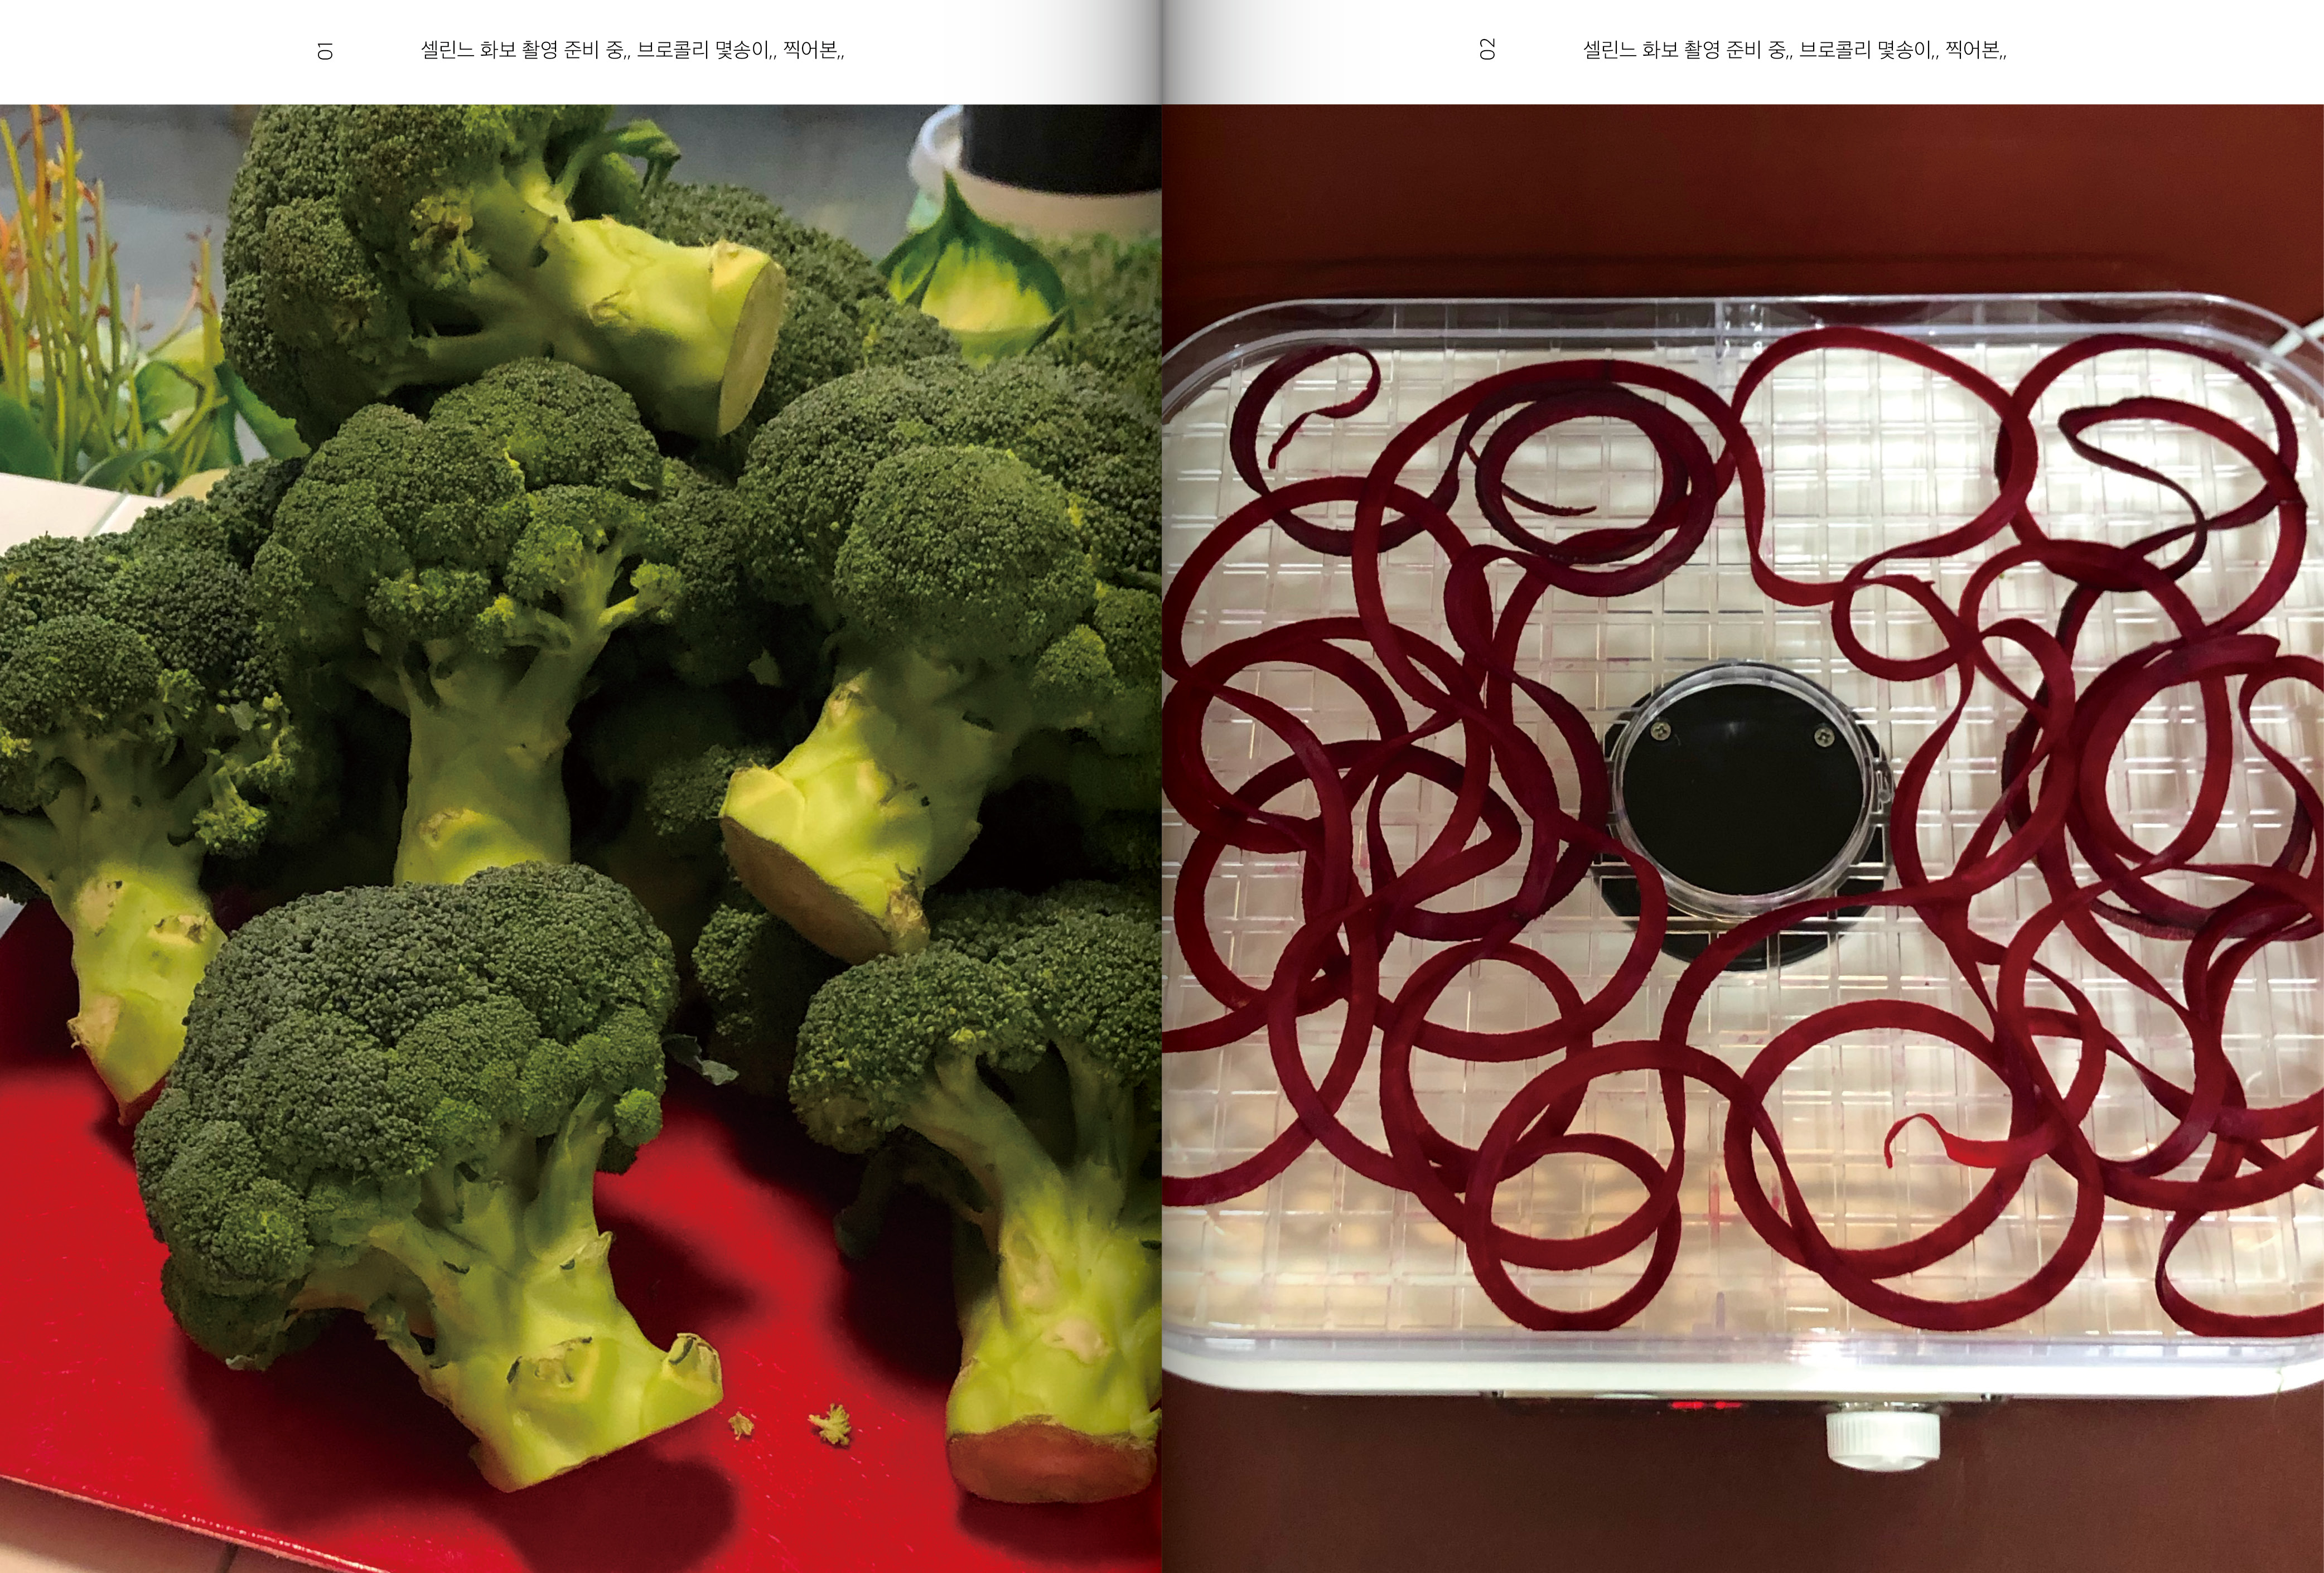 01
셀린느 화보 촬영 준비 중,, 브로콜리 몇송이,, 찍어본,,
02
셀린느 화보 촬영 준비 중,, 브로콜리 몇송이,, 찍어본,,